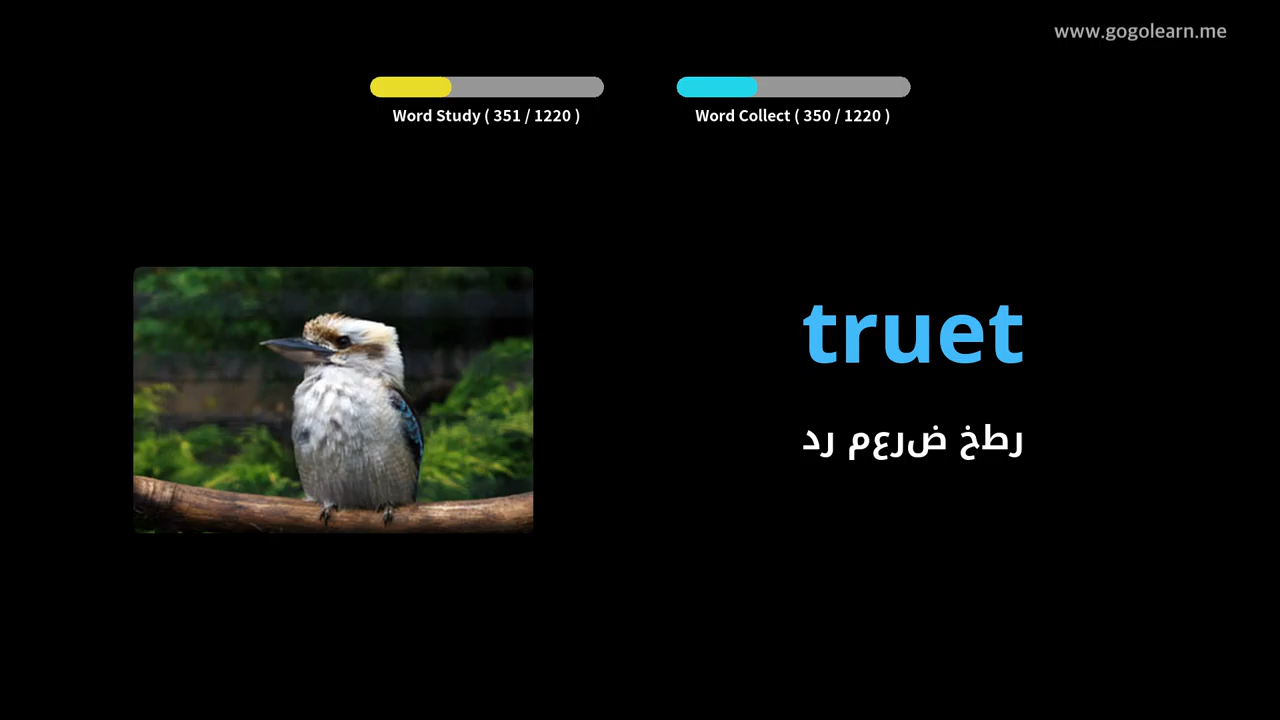 www.gogolearn.me
Word Study ( 351 / 1220 )
Word Collect ( 350 / 1220 )
truet
رطخ ضرعم رد